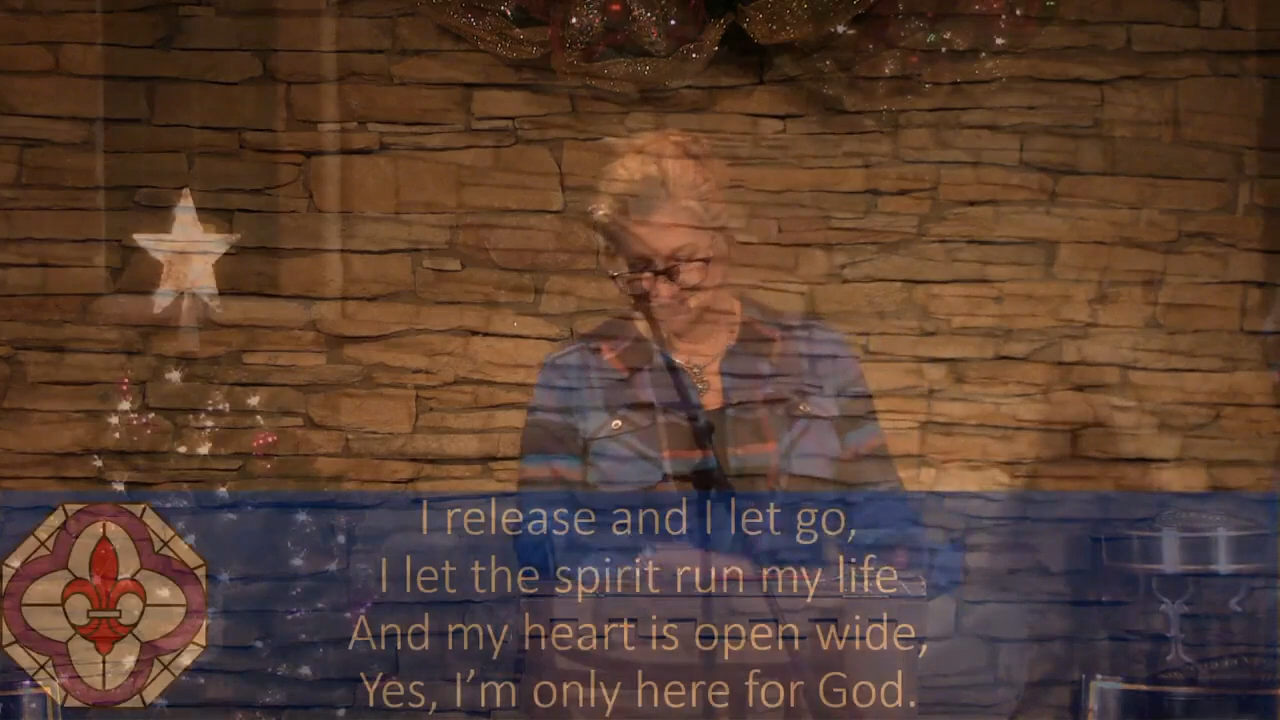 I release and I let go,
I let the spirit run my life
And my heart is open wide,
Yes, I’m only here for God.